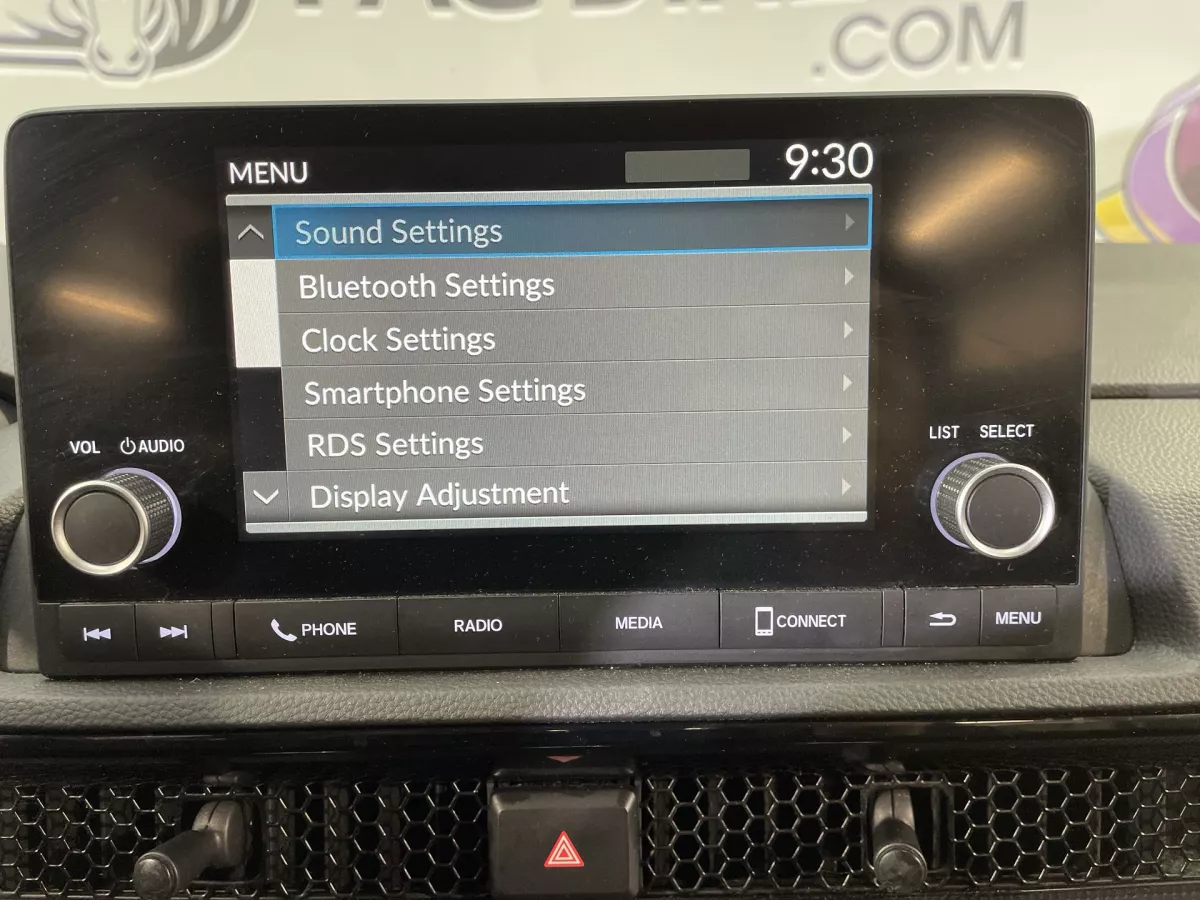 .COM
MENU 9:30
Sound Settings
Bluetooth Settings
Clock Settings
Smartphone Settings
RDS Settings
Display Adjustment
VOL AUDIO
LIST SELECT
PHONE RADIO MEDIA CONNECT MENU